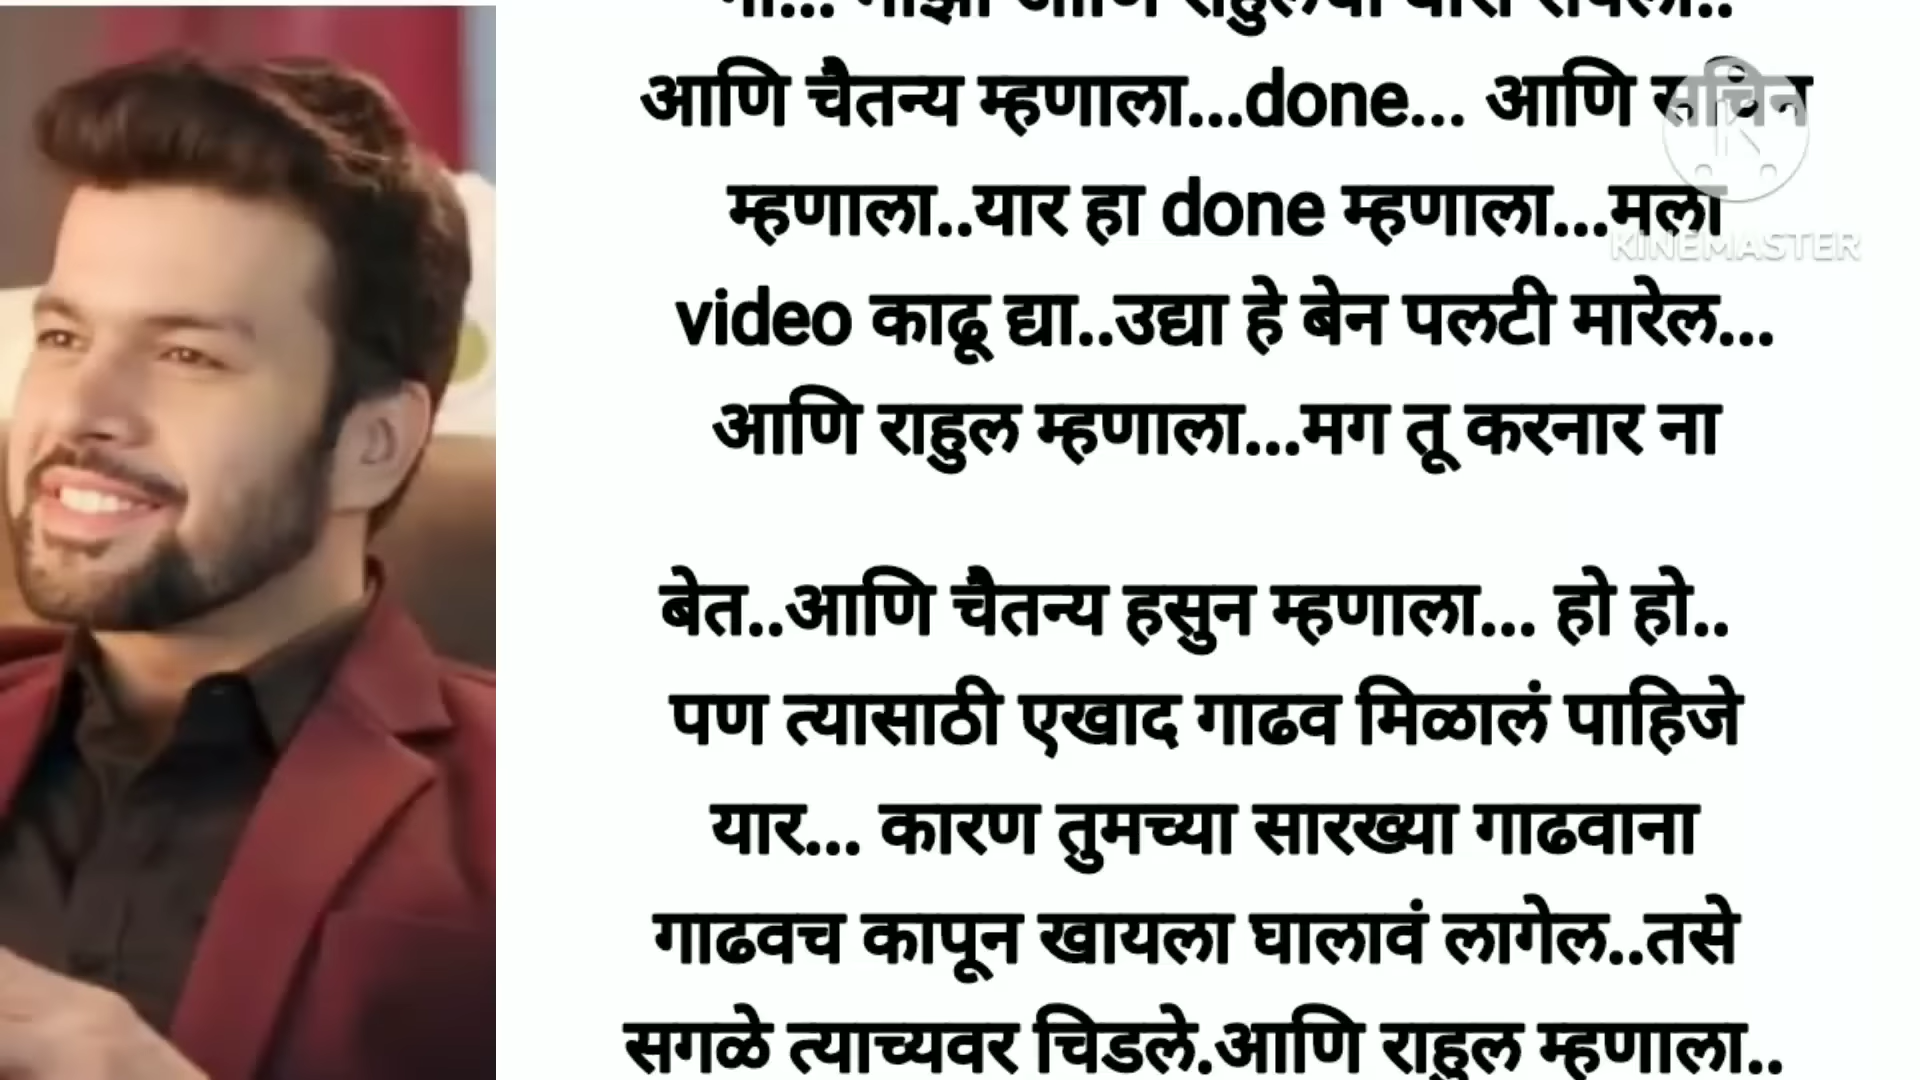 आणि चैतन्य म्हणाला...done... आणि सचिन
म्हणाला..यार हा done म्हणाला...मला
KINEMASTER
video काढू द्या..उद्या हे बेन पलटी मारेल...
आणि राहुल म्हणाला...मग तू करनार ना
बेत..आणि चैतन्य हसुन म्हणाला... हो हो..
पण त्यासाठी एखाद गाढव मिळालं पाहिजे
यार... कारण तुमच्या सारख्या गाढवाना
गाढवच कापून खायला घालावं लागेल..तसे
सगळे त्याच्यवर चिडले.आणि राहुल म्हणाला..